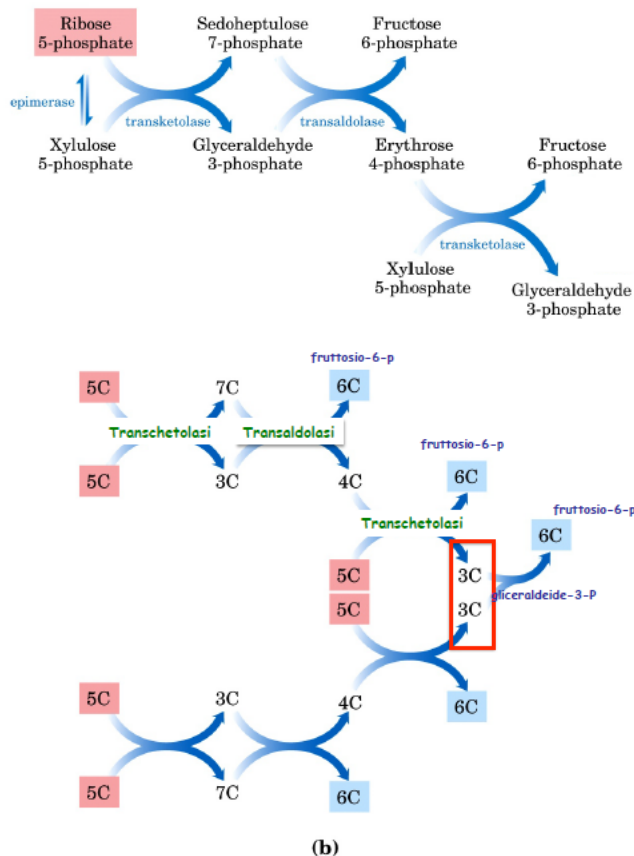 Ribose
5-phosphate
Sedoheptulose
7-phosphate
Fructose
6-phosphate
epimerase
transketolase
transaldolase
Xylulose
5-phosphate
Glyceraldehyde
3-phosphate
Erythrose
4-phosphate
Fructose
6-phosphate
transketolase
Xylulose
5-phosphate
Glyceraldehyde
3-phosphate
fruttosio-6-p
5C
7C
6C
Transchetolasi
Transaldolasi
fruttosio-6-p
5C
3C
4C
6C
fruttosio-6-p
Transchetolasi
6C
5C
3C
gliceraldeide-3-P
5C
3C
5C
3C
4C
6C
5C
7C
6C
(b)